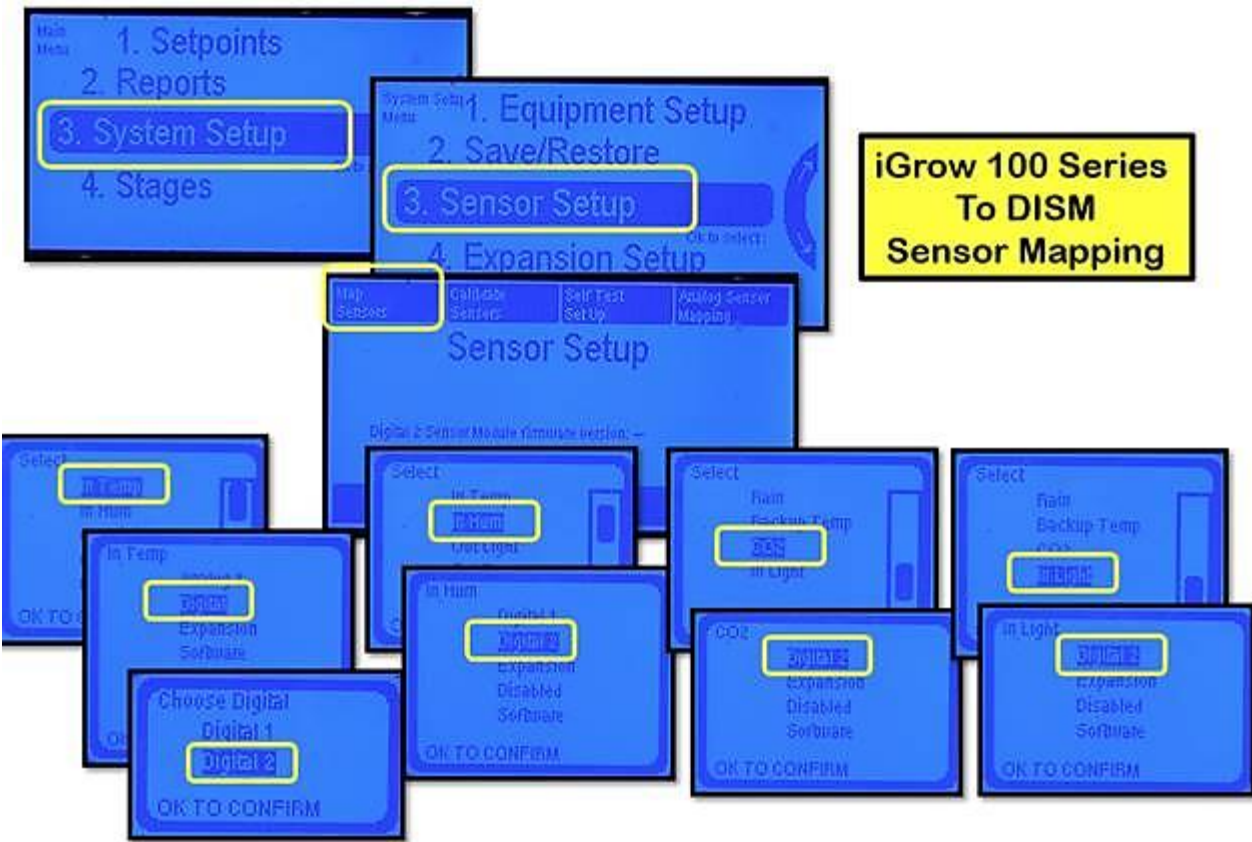 Main
Menu
1. Setpoints
2. Reports
3. System Setup
4. Stages
System Setup
Menu
1. Equipment Setup
2. Save/Restore
3. Sensor Setup
Ok to select
4. Expansion Setup
iGrow 100 Series
To DISM
Sensor Mapping
Map
Sensors
Calibrate
Sensors
Self Test
Set Up
Analog Sensor
Mapping
Sensor Setup
Digital 2 Sensor Module firmware version: --
Select
In Temp
In Hum
OK TO
In Temp
Digital
Expansion
Software
Choose Digital
Digital 1
Digital 2
OK TO CONFIRM
Select
In Temp
In Hum
Out Light
In Hum
Digital 1
Digital 2
Expansion
Disabled
Software
OK TO CONFIRM
Select
Rain
Backup Temp
CO2
In Light
CO2
Digital 2
Expansion
Disabled
Software
OK TO CONFIRM
Select
Rain
Backup Temp
CO2
In Light
In Light
Digital 2
Expansion
Disabled
Software
OK TO CONFIRM